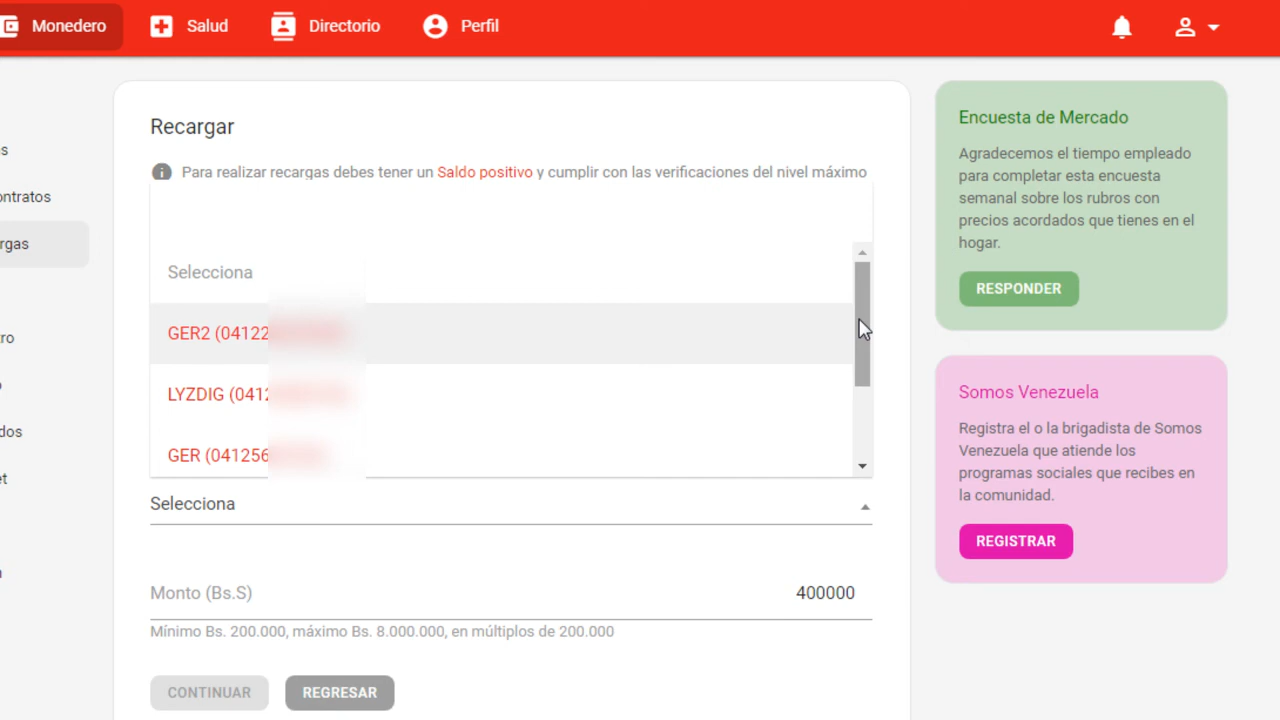 Monedero
Salud
Directorio
Perfil
s
ontratos
rgas
ro
o
dos
et
n
Recargar
Para realizar recargas debes tener un Saldo positivo y cumplir con las verificaciones del nivel máximo
Selecciona
GER2 (04122
LYZDIG (0412
GER (041256
Selecciona
Monto (Bs.S)
400000
Mínimo Bs. 200.000, máximo Bs. 8.000.000, en múltiplos de 200.000
CONTINUAR
REGRESAR
Encuesta de Mercado
Agradecemos el tiempo empleado
para completar esta encuesta
semanal sobre los rubros con
precios acordados que tienes en el
hogar.
RESPONDER
Somos Venezuela
Registra el o la brigadista de Somos
Venezuela que atiende los
programas sociales que recibes en
la comunidad.
REGISTRAR